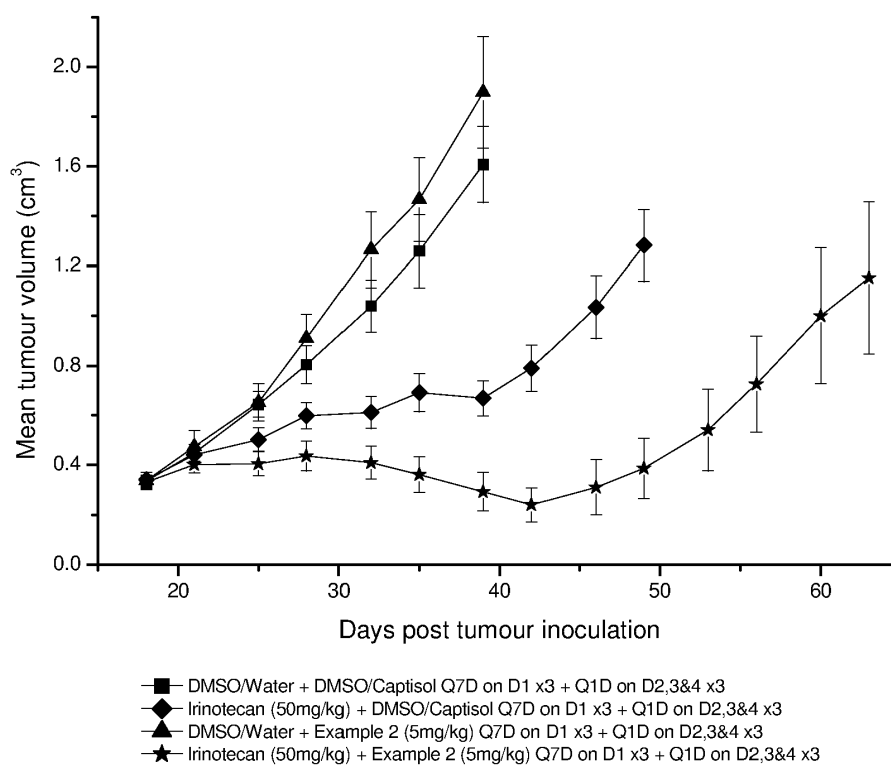 2.0
1.6
1.2
0.8
0.4
0.0
Mean tumour volume (cm³)
20 30 40 50 60
Days post tumour inoculation
DMSO/Water + DMSO/Captisol Q7D on D1 x3 + Q1D on D2,3&4 x3
Irinotecan (50mg/kg) + DMSO/Captisol Q7D on D1 x3 + Q1D on D2,3&4 x3
DMSO/Water + Example 2 (5mg/kg) Q7D on D1 x3 + Q1D on D2,3&4 x3
Irinotecan (50mg/kg) + Example 2 (5mg/kg) Q7D on D1 x3 + Q1D on D2,3&4 x3